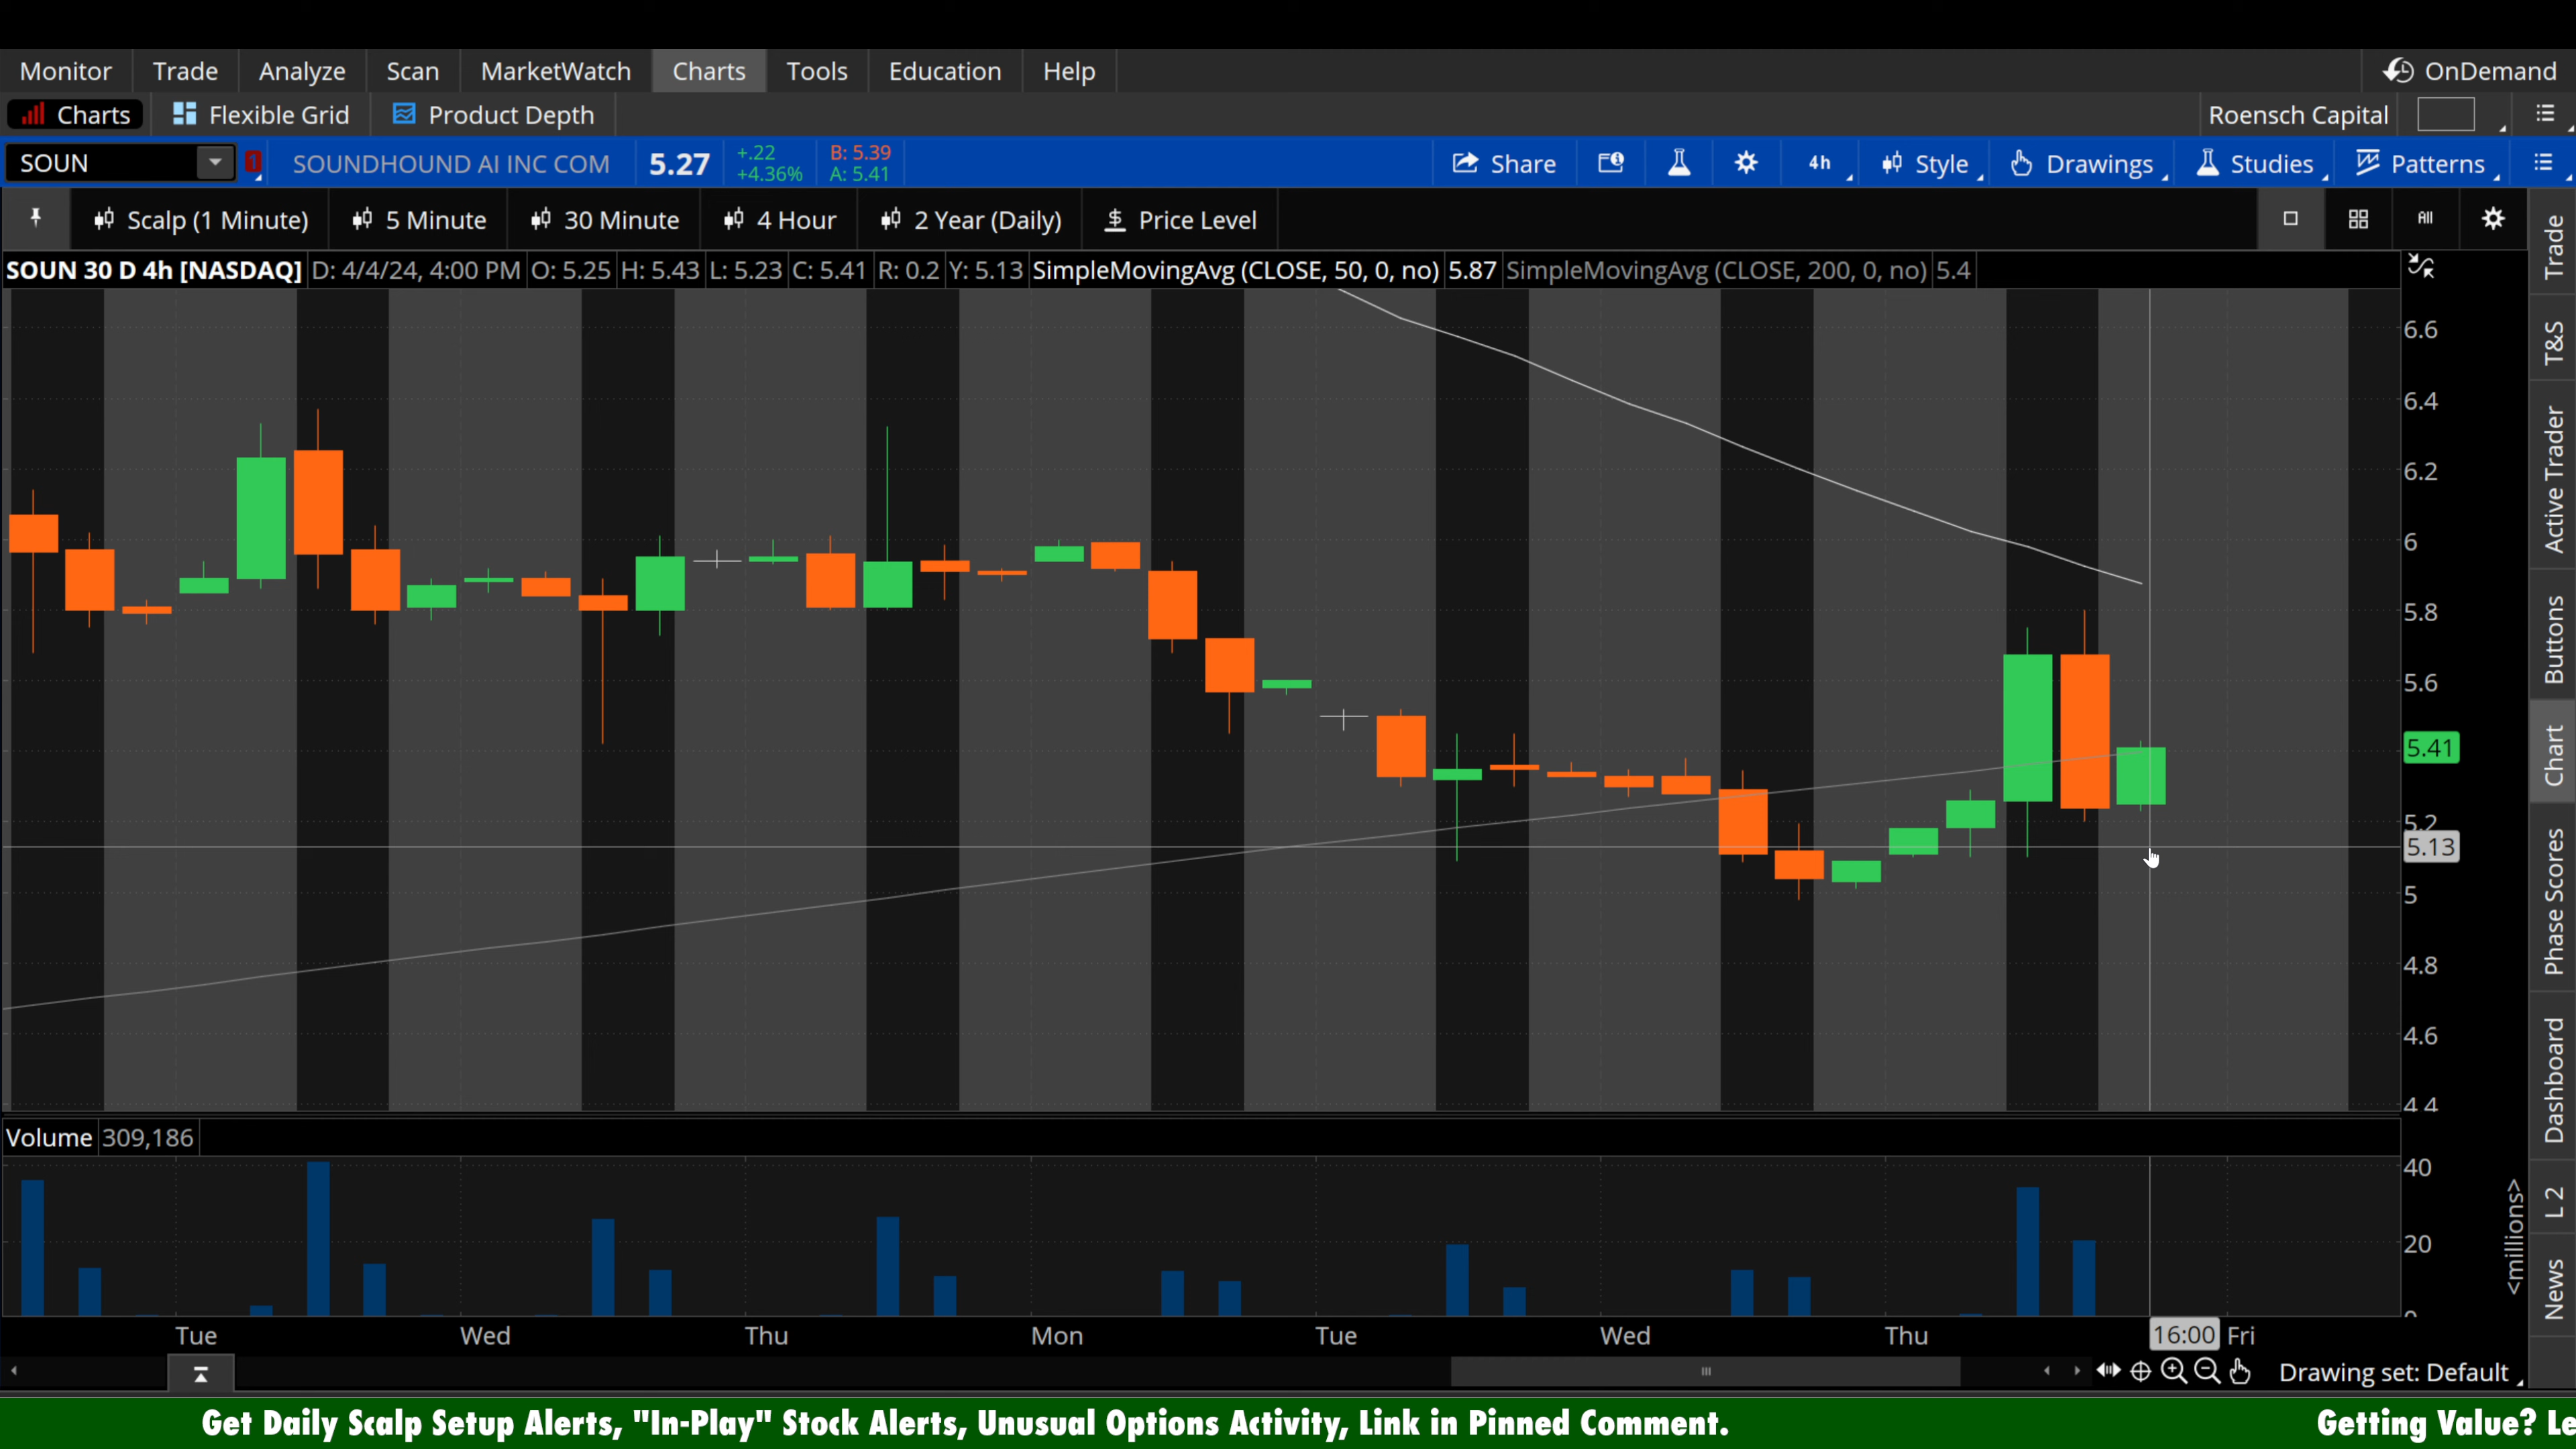 Monitor Trade Analyze Scan MarketWatch Charts Tools Education Help OnDemand
Charts Flexible Grid Product Depth Roensch Capital
SOUN 1 SOUNDHOUND AI INC COM 5.27 +.22 +4.36% B: 5.39 A: 5.41 Share 4h Style Drawings Studies Patterns
Scalp (1 Minute) 5 Minute 30 Minute 4 Hour 2 Year (Daily) $ Price Level All
SOUN 30 D 4h [NASDAQ] D: 4/4/24, 4:00 PM O: 5.25 H: 5.43 L: 5.23 C: 5.41 R: 0.2 Y: 5.13 SimpleMovingAvg (CLOSE, 50, 0, no) 5.87 SimpleMovingAvg (CLOSE, 200, 0, no) 5.4
6.6
6.4
6.2
6
5.8
5.6
5.41
5.2
5.13
5
4.8
4.6
4.4
Volume 309,186
40
20
0
<millions>
Tue Wed Thu Mon Tue Wed Thu 16:00 Fri
Drawing set: Default
Trade
T&S
Active Trader
Buttons
Chart
Phase Scores
Dashboard
L 2
News
Get Daily Scalp Setup Alerts, "In-Play" Stock Alerts, Unusual Options Activity, Link in Pinned Comment. Getting Value? Le